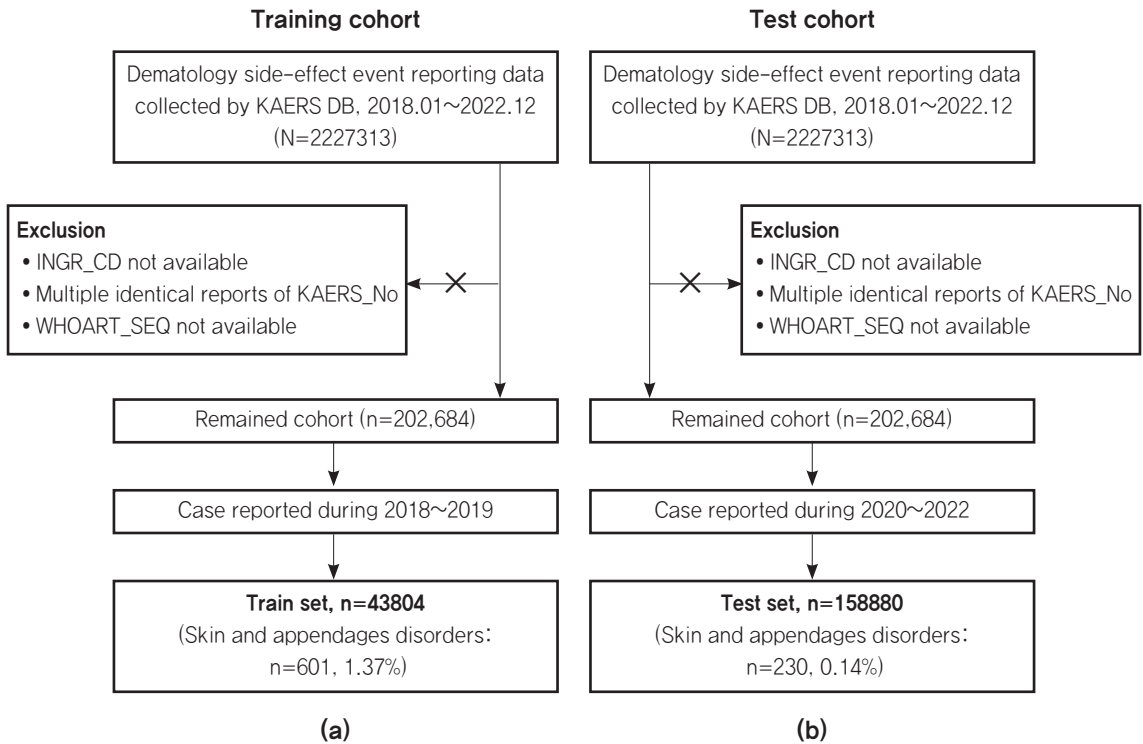 Training cohort
Dematology side-effect event reporting data
collected by KAERS DB, 2018.01~2022.12
(N=2227313)
Exclusion
• INGR_CD not available
• Multiple identical reports of KAERS_No
• WHOART_SEQ not available
Remained cohort (n=202,684)
Case reported during 2018~2019
Train set, n=43804
(Skin and appendages disorders:
n=601, 1.37%)
(a)
Test cohort
Dematology side-effect event reporting data
collected by KAERS DB, 2018.01~2022.12
(N=2227313)
Exclusion
• INGR_CD not available
• Multiple identical reports of KAERS_No
• WHOART_SEQ not available
Remained cohort (n=202,684)
Case reported during 2020~2022
Test set, n=158880
(Skin and appendages disorders:
n=230, 0.14%)
(b)